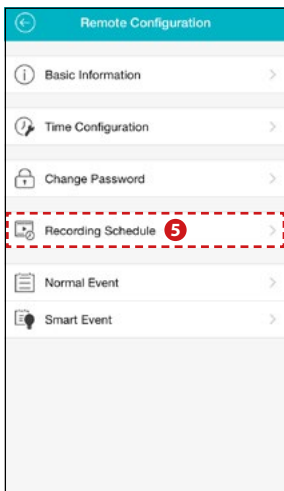 Remote Configuration
Basic Information
Time Configuration
Change Password
Recording Schedule 5
Normal Event
Smart Event